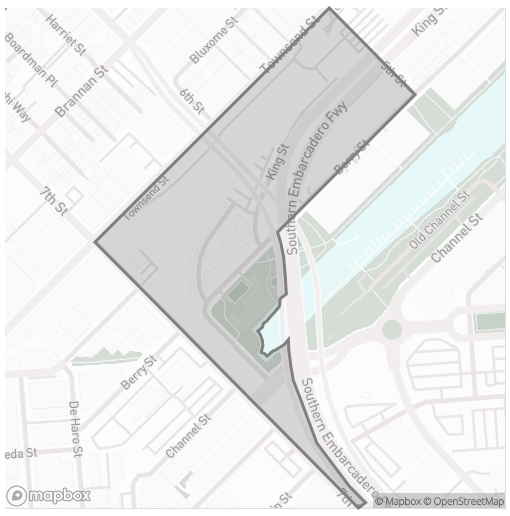 Harriet St
Bluxome St
Townsend St
King St
Boardman Pl
5th St
Brannan St
6th St
hi Way
King St
Southern Embarcadero Fwy
Berry St
Townsend St
7th St
Old Channel St
Channel St
Berry St
De Haro St
Southern Embarcadero
Channel St
eda St
7th
in St
mapbox
© Mapbox © OpenStreetMap